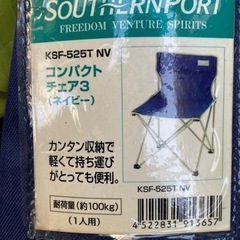 SOUTHERNPORT
FREEDOM VENTURE SPIRITS
KSF-525T NV
コンパクト
チェア3
(ネイビー)
カンタン収納で
軽くて持ち運び
がとっても便利。
KSF-525T NV
耐荷重(約100kg)
(1人用)
4 522831 913657